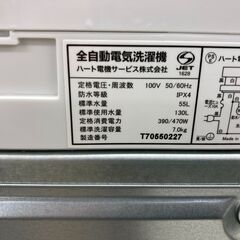 全自動電気洗濯機
ハート電機サービス株式会社
JET
1628
定格電圧・周波数 100V 50/60Hz
防水等級 IPX4
標準水量 55L
標準使用水量 130L
定格消費電力 390/470W
標準洗濯容量 7.0kg
製造番号 T70550227
ハート電機